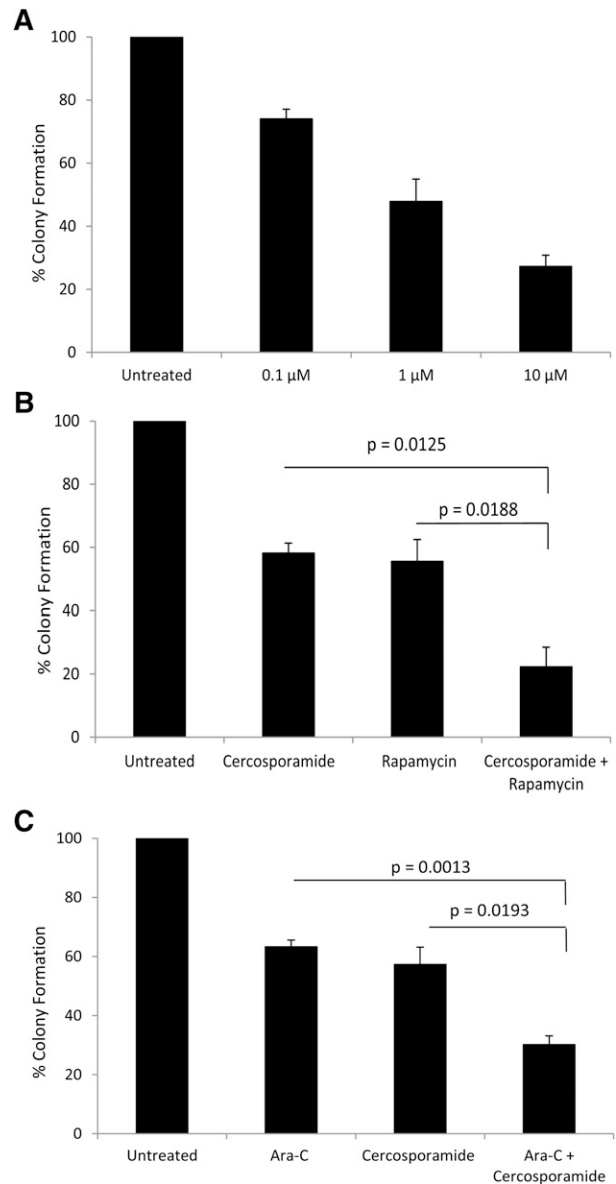 A
% Colony Formation
100
80
60
40
20
0
Untreated
0.1 µM
1 µM
10 µM
B
% Colony Formation
100
80
60
40
20
0
p = 0.0125
p = 0.0188
Untreated
Cercosporamide
Rapamycin
Cercosporamide +
Rapamycin
C
% Colony Formation
100
80
60
40
20
0
p = 0.0013
p = 0.0193
Untreated
Ara-C
Cercosporamide
Ara-C +
Cercosporamide